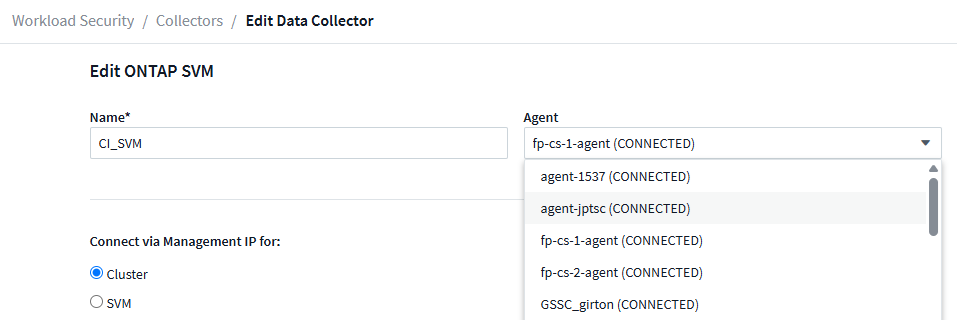 Workload Security / Collectors / Edit Data Collector
Edit ONTAP SVM
Name*
Agent
CI_SVM
fp-cs-1-agent (CONNECTED)
agent-1537 (CONNECTED)
agent-jptsc (CONNECTED)
fp-cs-1-agent (CONNECTED)
fp-cs-2-agent (CONNECTED)
GSSC_girton (CONNECTED)
Connect via Management IP for:
Cluster
SVM